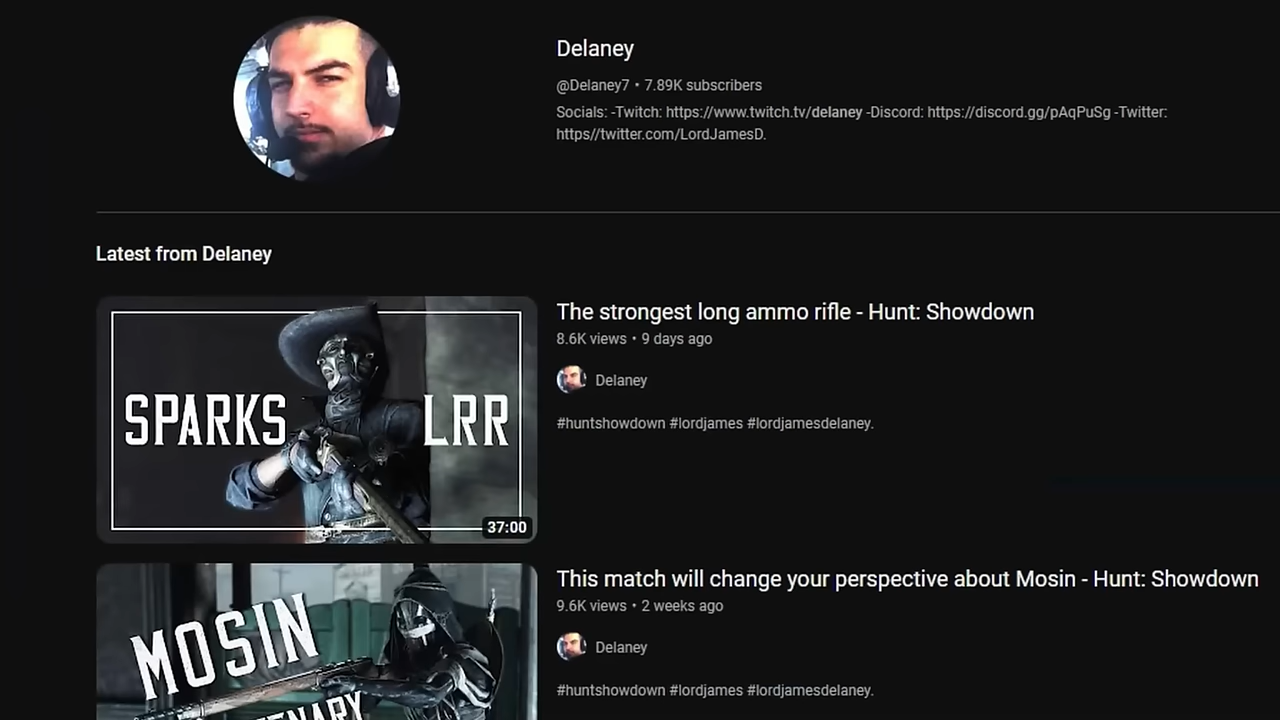 Delaney
@Delaney7 • 7.89K subscribers
Socials: -Twitch: https://www.twitch.tv/delaney -Discord: https://discord.gg/pAqPuSg -Twitter:
https//twitter.com/LordJamesD.
Latest from Delaney
SPARKS LRR
37:00
The strongest long ammo rifle - Hunt: Showdown
8.6K views • 9 days ago
Delaney
#huntshowdown #lordjames #lordjamesdelaney.
MOSIN
This match will change your perspective about Mosin - Hunt: Showdown
9.6K views • 2 weeks ago
Delaney
#huntshowdown #lordjames #lordjamesdelaney.